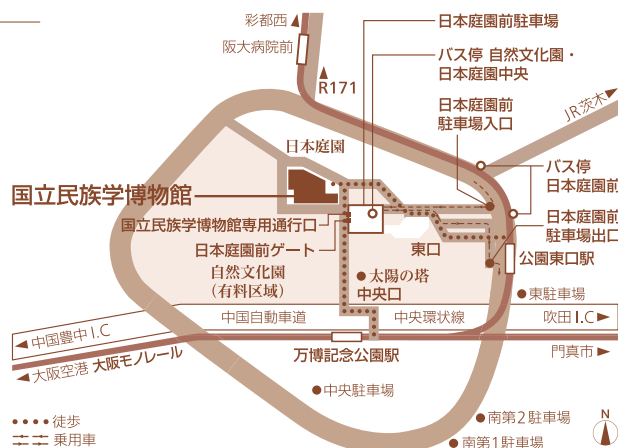 彩都西
阪大病院前
R171
日本庭園前駐車場
バス停 自然文化園・
日本庭園中央
日本庭園前
駐車場入口
JR茨木
日本庭園
バス停
日本庭園前
国立民族学博物館
国立民族学博物館専用通行口
日本庭園前ゲート
日本庭園前
駐車場出口
東口
公園東口駅
自然文化園
(有料区域)
太陽の塔
中央口
東駐車場
中国自動車道
中央環状線
吹田I.C
中国豊中I.C
大阪空港 大阪モノレール
万博記念公園駅
門真市
中央駐車場
徒歩
乗用車
南第2駐車場
南第1駐車場
N